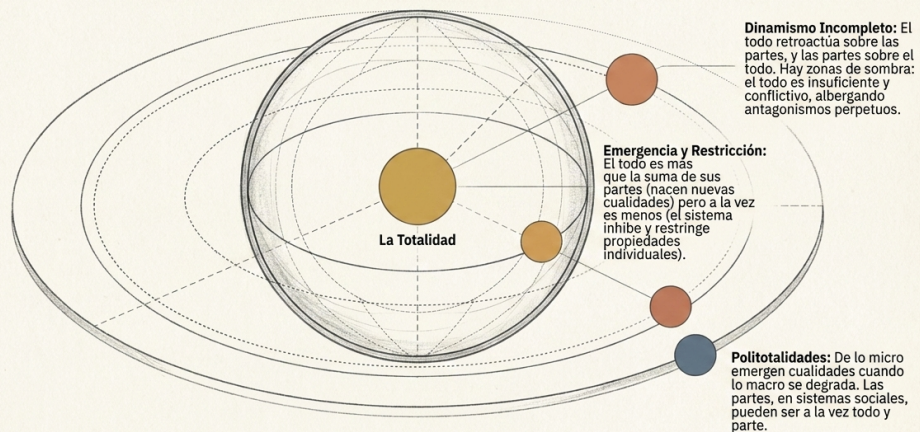 Dinamismo Incompleto: El
todo retroactúa sobre las
partes, y las partes sobre el
todo. Hay zonas de sombra:
el todo es insuficiente y
conflictivo, albergando
antagonismos perpetuos.
Emergencia y Restricción:
El todo es más
que la suma de sus
partes (nacen nuevas
cualidades) pero a la vez
es menos (el sistema
inhibe y restringe
propiedades
individuales).
La Totalidad
Politotalidades: De lo micro
emergen cualidades cuando
lo macro se degrada. Las
partes, en sistemas sociales,
pueden ser a la vez todo y
parte.